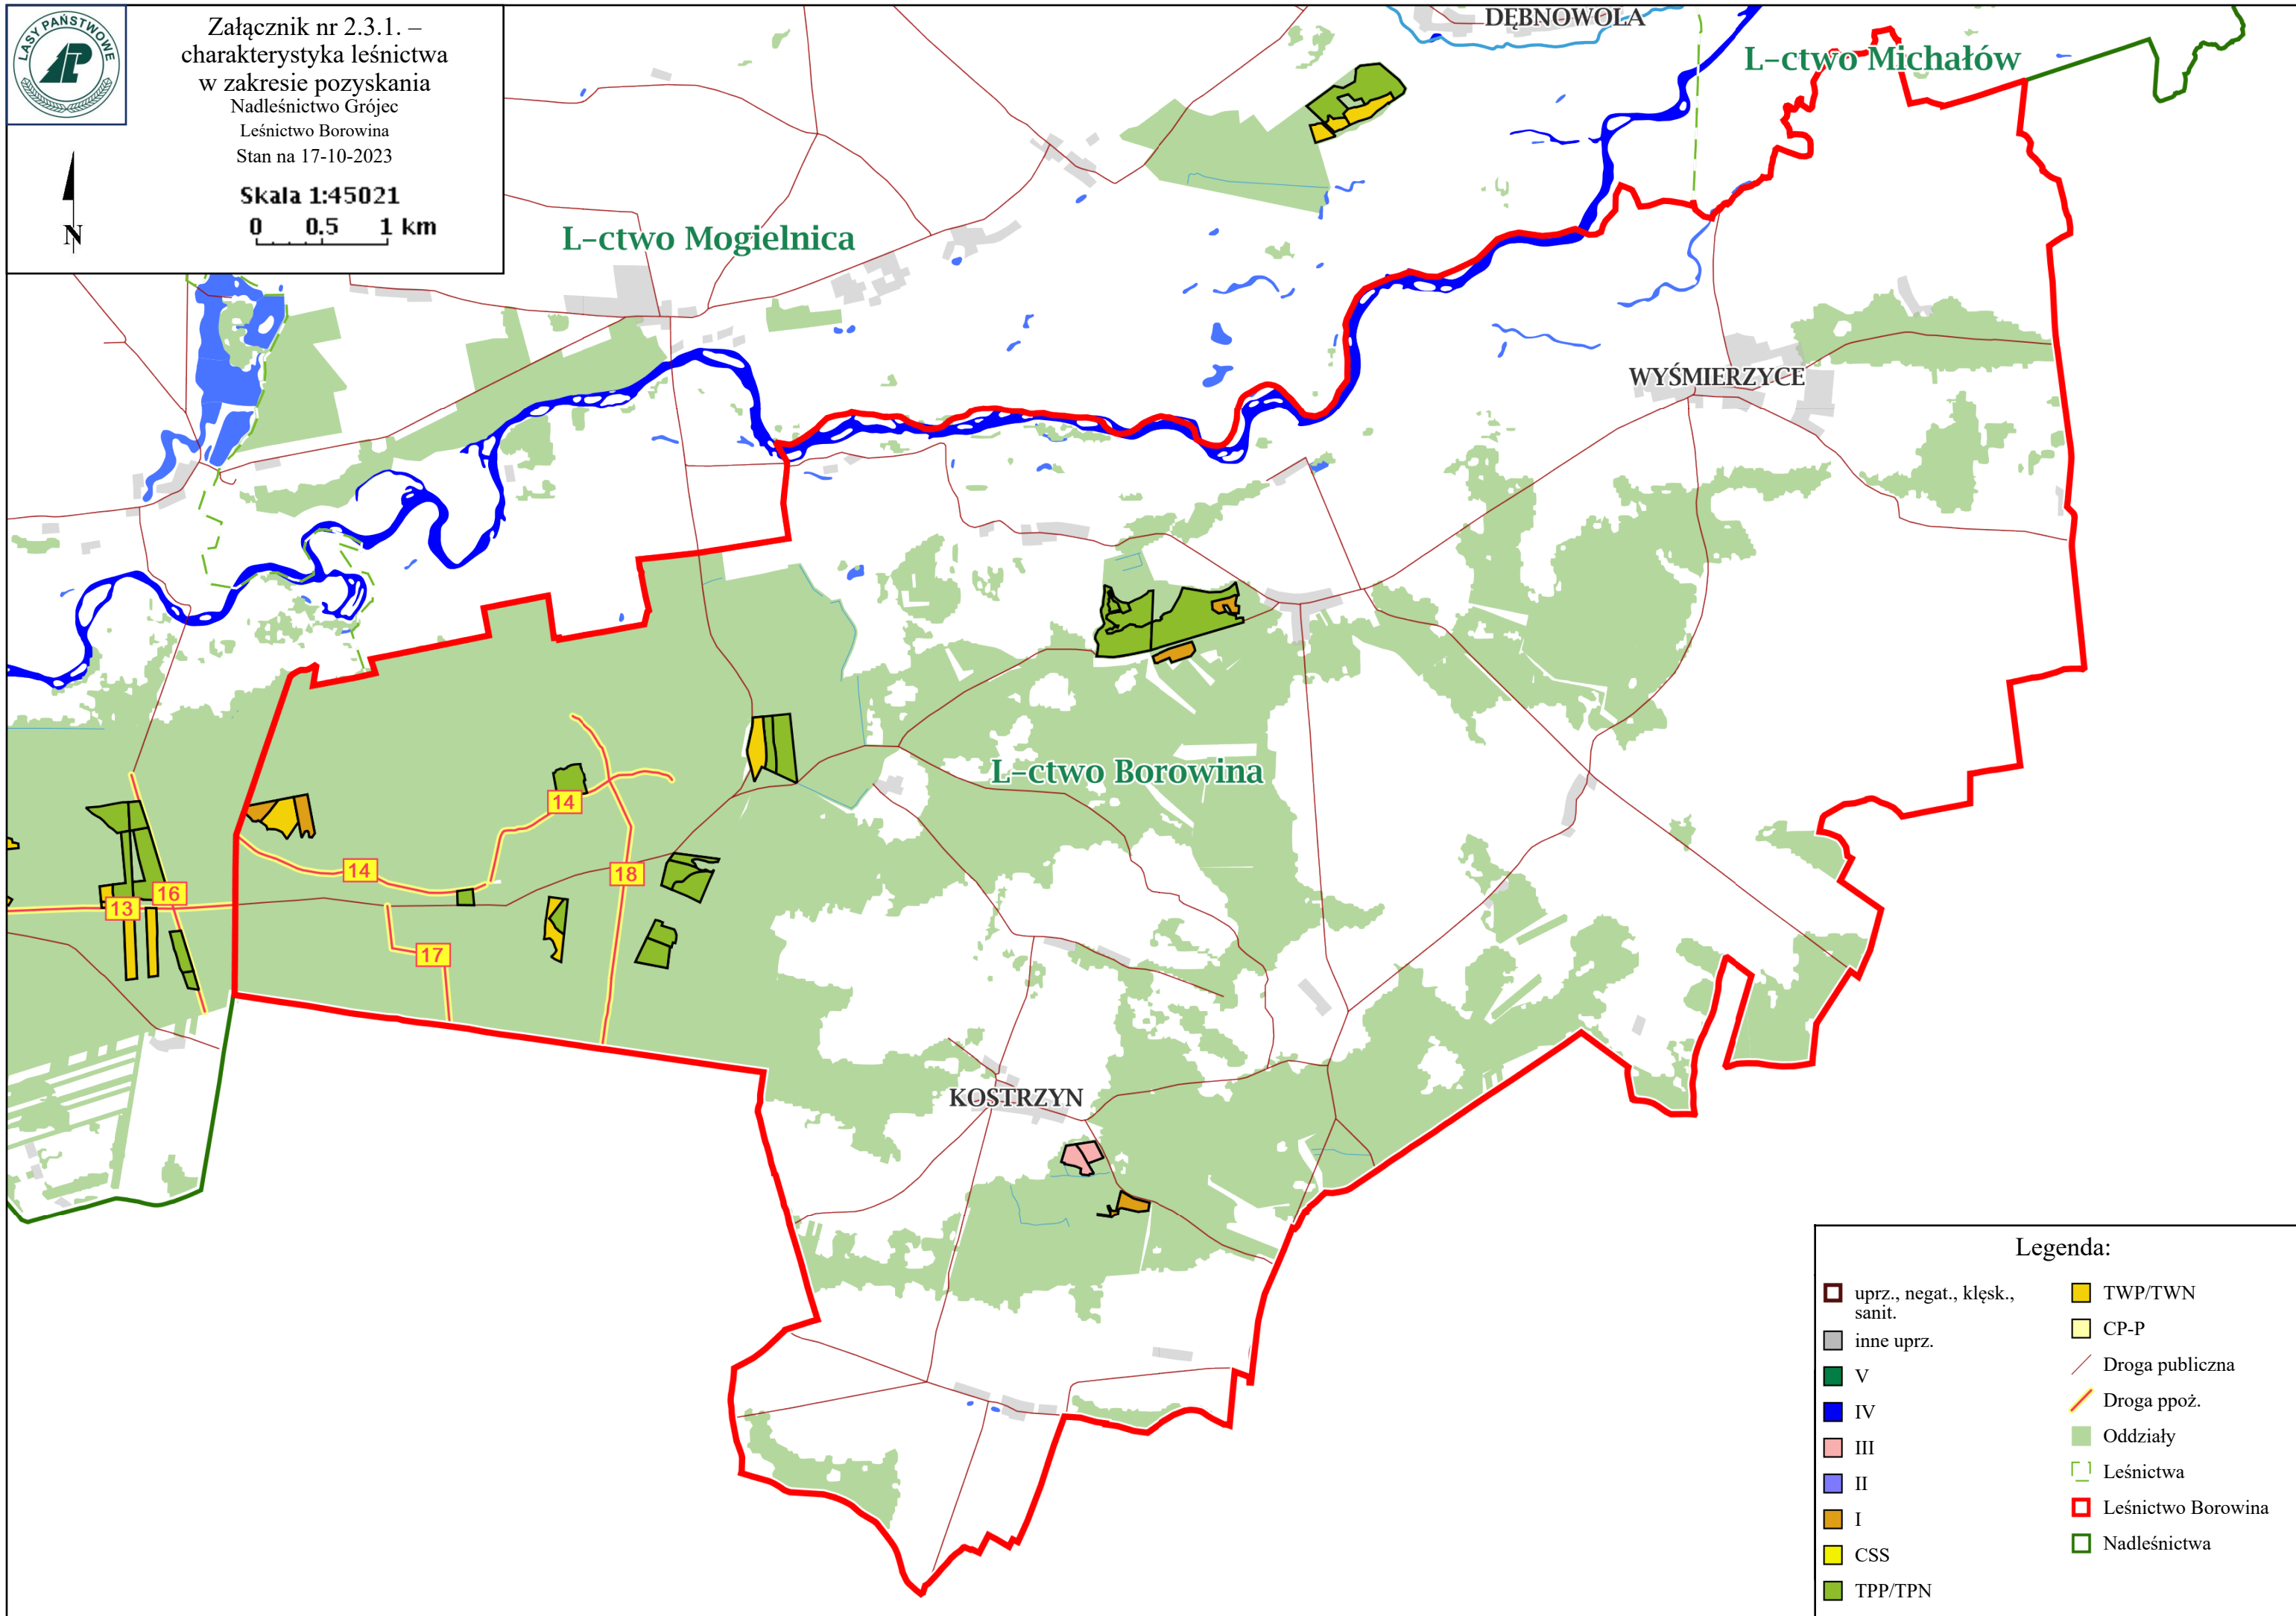 LASY PAŃSTWOWE
Załącznik nr 2.3.1. –
charakterystyka leśnictwa
w zakresie pozyskania
Nadleśnictwo Grójec
Leśnictwo Borowina
Stan na 17-10-2023
Skala 1:45021
0 0.5 1 km
N
DĘBNOWOLA
L-ctwo Michałów
L-ctwo Mogielnica
WYŚMIERZYCE
L-ctwo Borowina
14
14
18
16
13
17
KOSTRZYN
Legenda:
uprz., negat., klęsk.,
sanit.
inne uprz.
V
IV
III
II
I
CSS
TPP/TPN
TWP/TWN
CP-P
Droga publiczna
Droga ppoż.
Oddziały
Leśnictwa
Leśnictwo Borowina
Nadleśnictwa